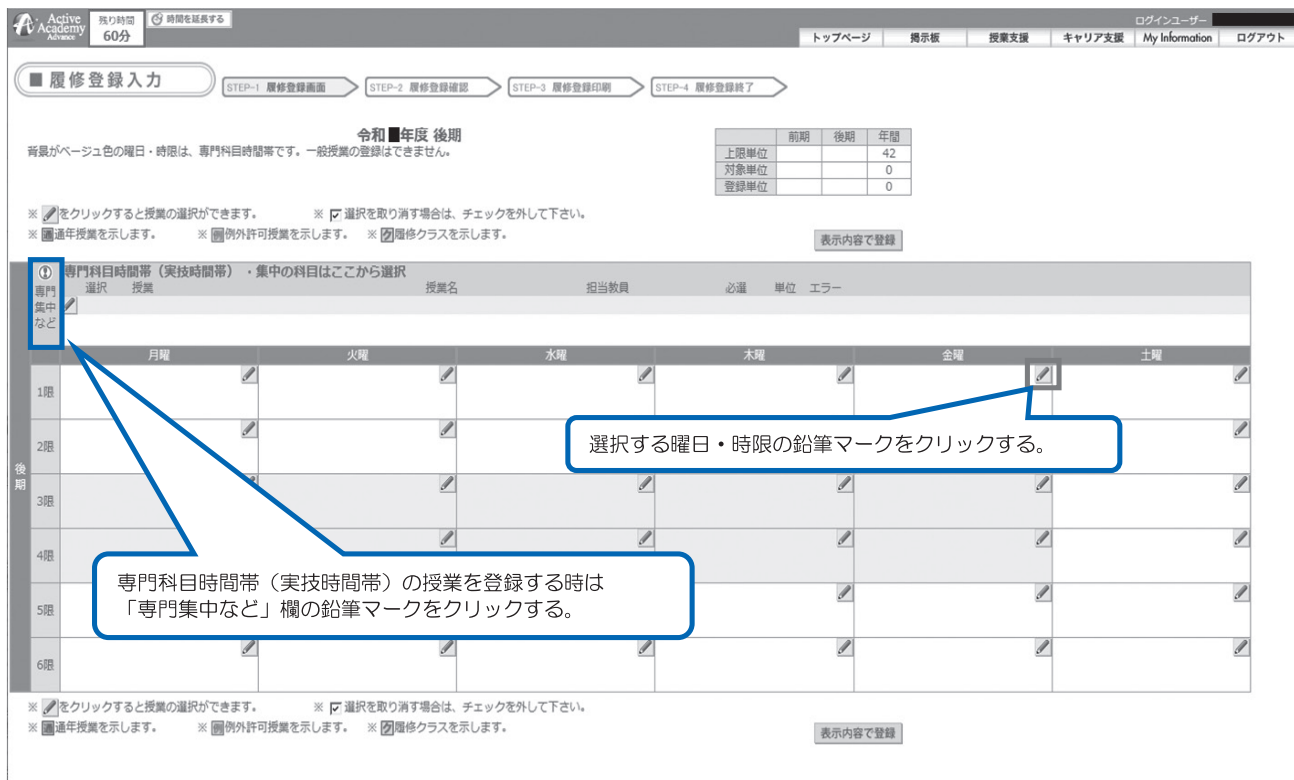 Active Academy Advance
残り時間
60分
時間を延長する
ログインユーザー
トップページ 掲示板 授業支援 キャリア支援 My Information ログアウト
■ 履修登録入力
STEP-1 履修登録画面 STEP-2 履修登録確認 STEP-3 履修登録印刷 STEP-4 履修登録終了
令和 年度 後期
背景がベージュ色の曜日・時限は、専門科目時間帯です。一般授業の登録はできません。
前期 後期 年間
上限単位 42
対象単位 0
登録単位 0
※ をクリックすると授業の選択ができます。 ※ 選択を取り消す場合は、チェックを外して下さい。
※ 通年授業を示します。 ※ 例外許可授業を示します。 ※ 履修クラスを示します。
表示内容で登録
専門集中など
専門科目時間帯（実技時間帯）・集中の科目はここから選択
選択 授業 授業名 担当教員 必選 単位 エラー
月曜 火曜 水曜 木曜 金曜 土曜
後期
1限
選択する曜日・時限の鉛筆マークをクリックする。
2限
3限
4限
専門科目時間帯（実技時間帯）の授業を登録する時は
「専門集中など」欄の鉛筆マークをクリックする。
5限
6限
※ をクリックすると授業の選択ができます。 ※ 選択を取り消す場合は、チェックを外して下さい。
※ 通年授業を示します。 ※ 例外許可授業を示します。 ※ 履修クラスを示します。
表示内容で登録